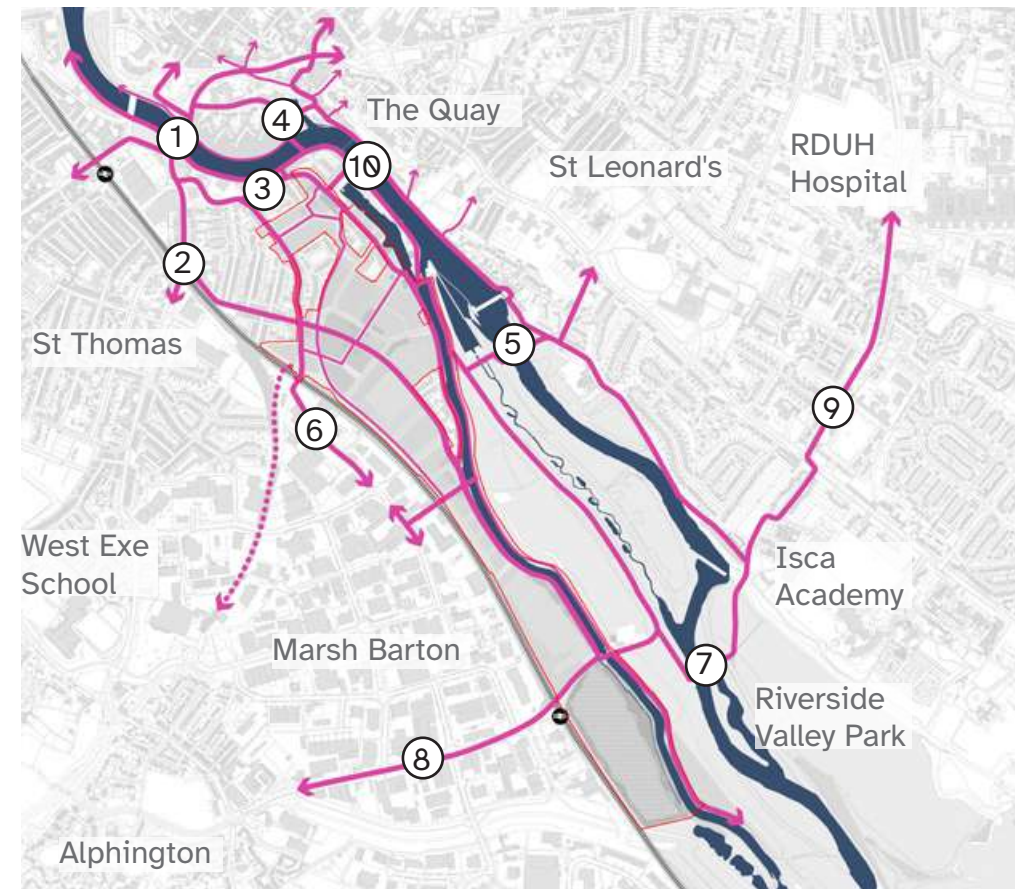 The Quay
St Leonard's
RDUH
Hospital
1
4
10
3
2
St Thomas
5
9
6
West Exe
School
Isca
Academy
Marsh Barton
7
Riverside
Valley Park
8
Alphington